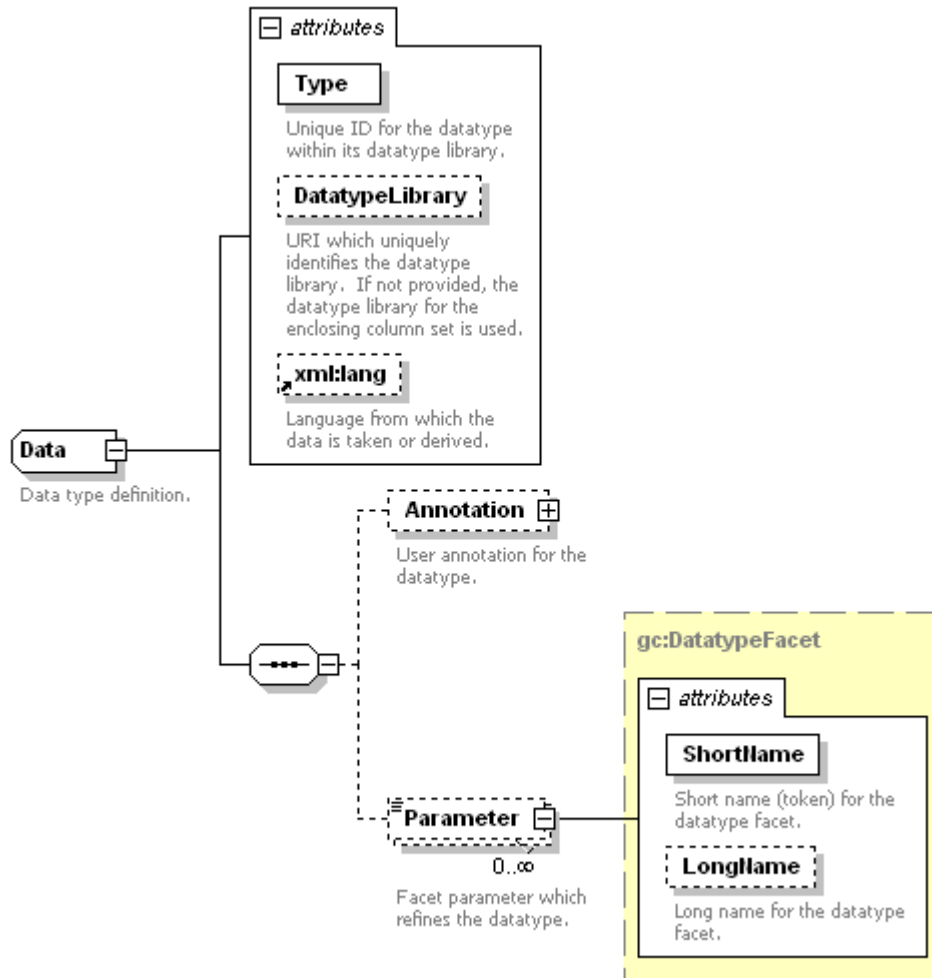 attributes
Type
Unique ID for the datatype
within its datatype library.
DatatypeLibrary
URI which uniquely
identifies the datatype
library.  If not provided, the
datatype library for the
enclosing column set is used.
xml:lang
Language from which the
data is taken or derived.
Data
Data type definition.
Annotation
User annotation for the
datatype.
gc:DatatypeFacet
attributes
ShortName
Short name (token) for the
datatype facet.
Parameter
0..∞
Facet parameter which
refines the datatype.
LongName
Long name for the datatype
facet.